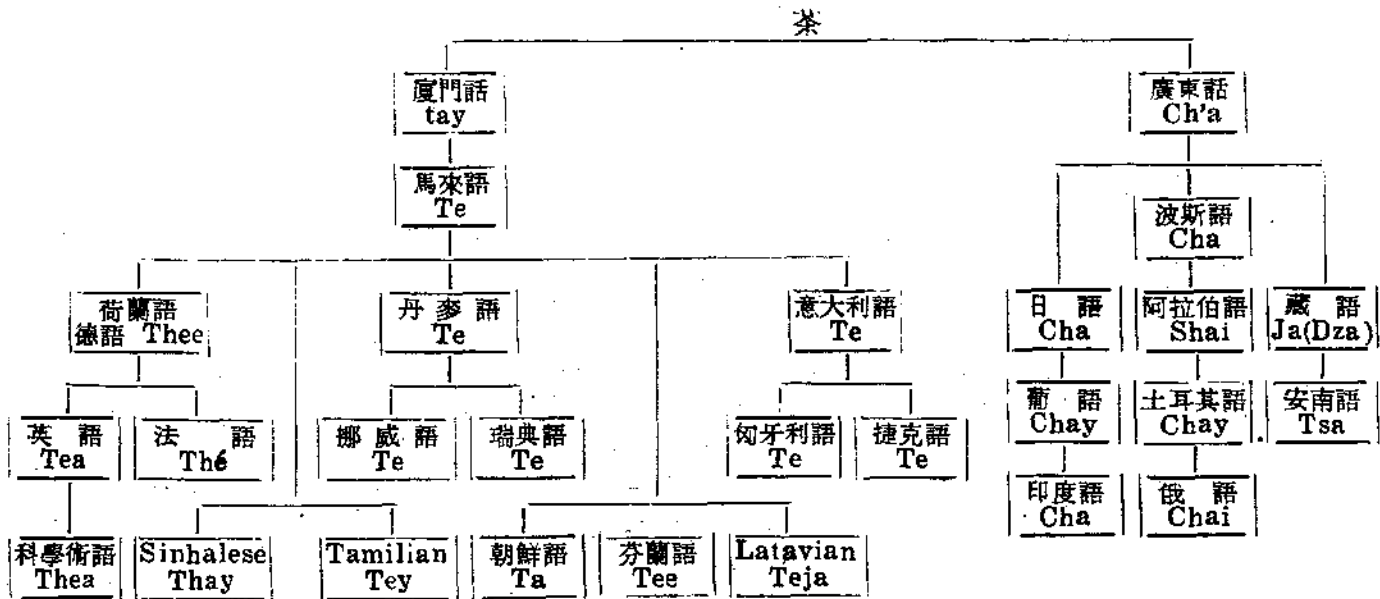 茶
廈門話
tay
廣東話
Ch'a
馬來語
Te
波斯語
Cha
荷蘭語
德語 Thee
丹麥語
Te
意大利語
Te
日語
Cha
阿拉伯語
Shai
藏語
Ja(Dza)
英語
Tea
法語
Thé
挪威語
Te
瑞典語
Te
匈牙利語
Te
捷克語
Te
葡語
Chay
土耳其語
Chay
安南語
Tsa
印度語
Cha
俄語
Chai
科學術語
Thea
Sinhalese
Thay
Tamilian
Tey
朝鮮語
Ta
芬蘭語
Tee
Latavian
Teja